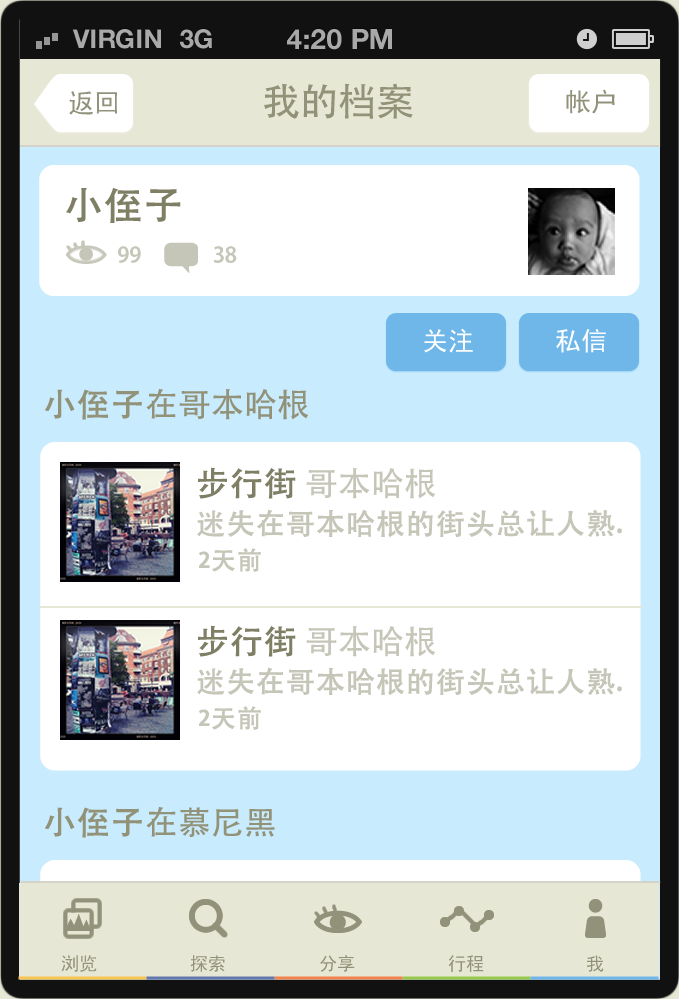 VIRGIN 3G 4:20 PM
返回 我的档案 帐户
小侄子
99 38
关注 私信
小侄子在哥本哈根
步行街 哥本哈根
迷失在哥本哈根的街头总让人熟.
2天前
步行街 哥本哈根
迷失在哥本哈根的街头总让人熟.
2天前
小侄子在慕尼黑
浏览 探索 分享 行程 我